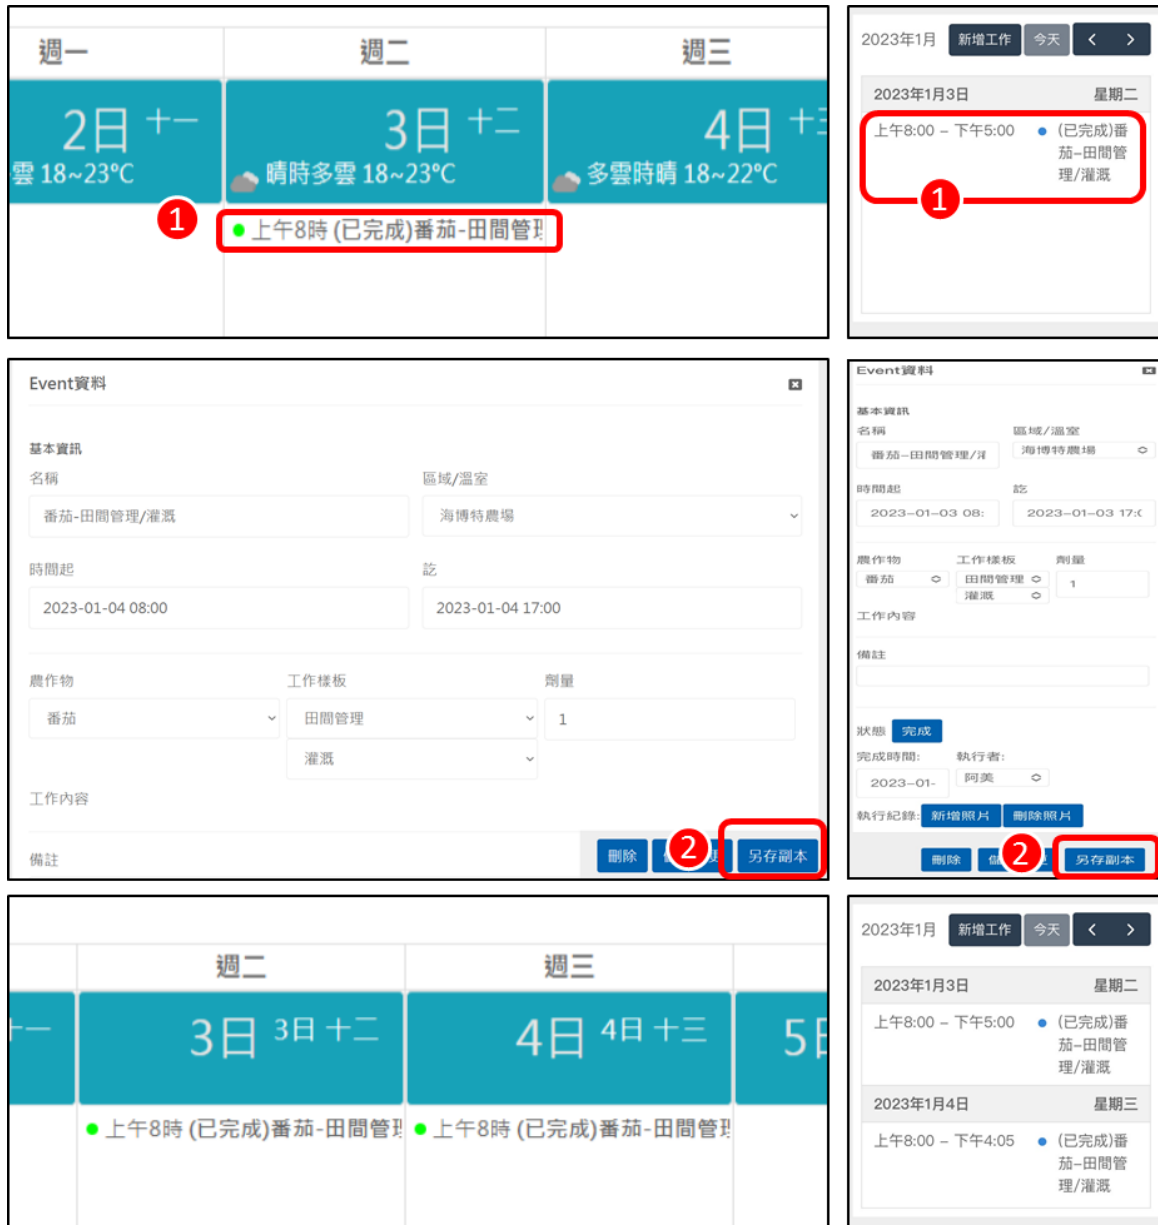 週一
週二
週三
2日 十一
3日 十二
4日
雲 18~23°C
晴時多雲 18~23°C
多雲時晴 18~22°C
1
上午8時 (已完成)番茄-田間管理
2023年1月 新增工作 今天 < >
2023年1月3日 星期二
上午8:00 – 下午5:00 (已完成)番
茄–田間管
理/灌溉
1
Event資料
基本資訊
名稱 區域/溫室
番茄-田間管理/灌溉 海博特農場
時間起 訖
2023-01-04 08:00 2023-01-04 17:00
農作物 工作樣板 劑量
番茄 田間管理 1
灌溉
工作內容
備註
刪除 2 另存副本
Event資料
基本資訊
名稱 區域/溫室
番茄–田間管理/ 海博特農場
時間起 訖
2023–01–03 08: 2023–01–03 17:
農作物 工作樣板 劑量
番茄 田間管理 1
灌溉
工作內容
備註
狀態 完成
完成時間: 執行者:
2023–01- 阿美
執行紀錄: 新增照片 刪除照片
刪除 2 另存副本
週二
週三
十一
3日 3日 十二
4日 4日 十三
5日
上午8時 (已完成)番茄-田間管理
上午8時 (已完成)番茄-田間管理
2023年1月 新增工作 今天 < >
2023年1月3日 星期二
上午8:00 – 下午5:00 (已完成)番
茄–田間管
理/灌溉
2023年1月4日 星期三
上午8:00 – 下午4:05 (已完成)番
茄–田間管
理/灌溉